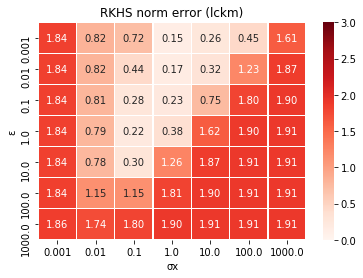 RKHS norm error (lckm)
0.001 1.84 0.82 0.72 0.15 0.26 0.45 1.61
0.01 1.84 0.82 0.44 0.17 0.32 1.23 1.87
0.1 1.84 0.81 0.28 0.23 0.75 1.80 1.90
1.0 1.84 0.79 0.22 0.38 1.62 1.90 1.91
10.0 1.84 0.78 0.30 1.26 1.87 1.91 1.91
100.0 1.84 1.15 1.15 1.81 1.90 1.91 1.91
1000.0 1.86 1.74 1.80 1.90 1.91 1.91 1.91
0.001 0.01 0.1 1.0 10.0 100.0 1000.0
σx
ε
3.0
2.5
2.0
1.5
1.0
0.5
0.0